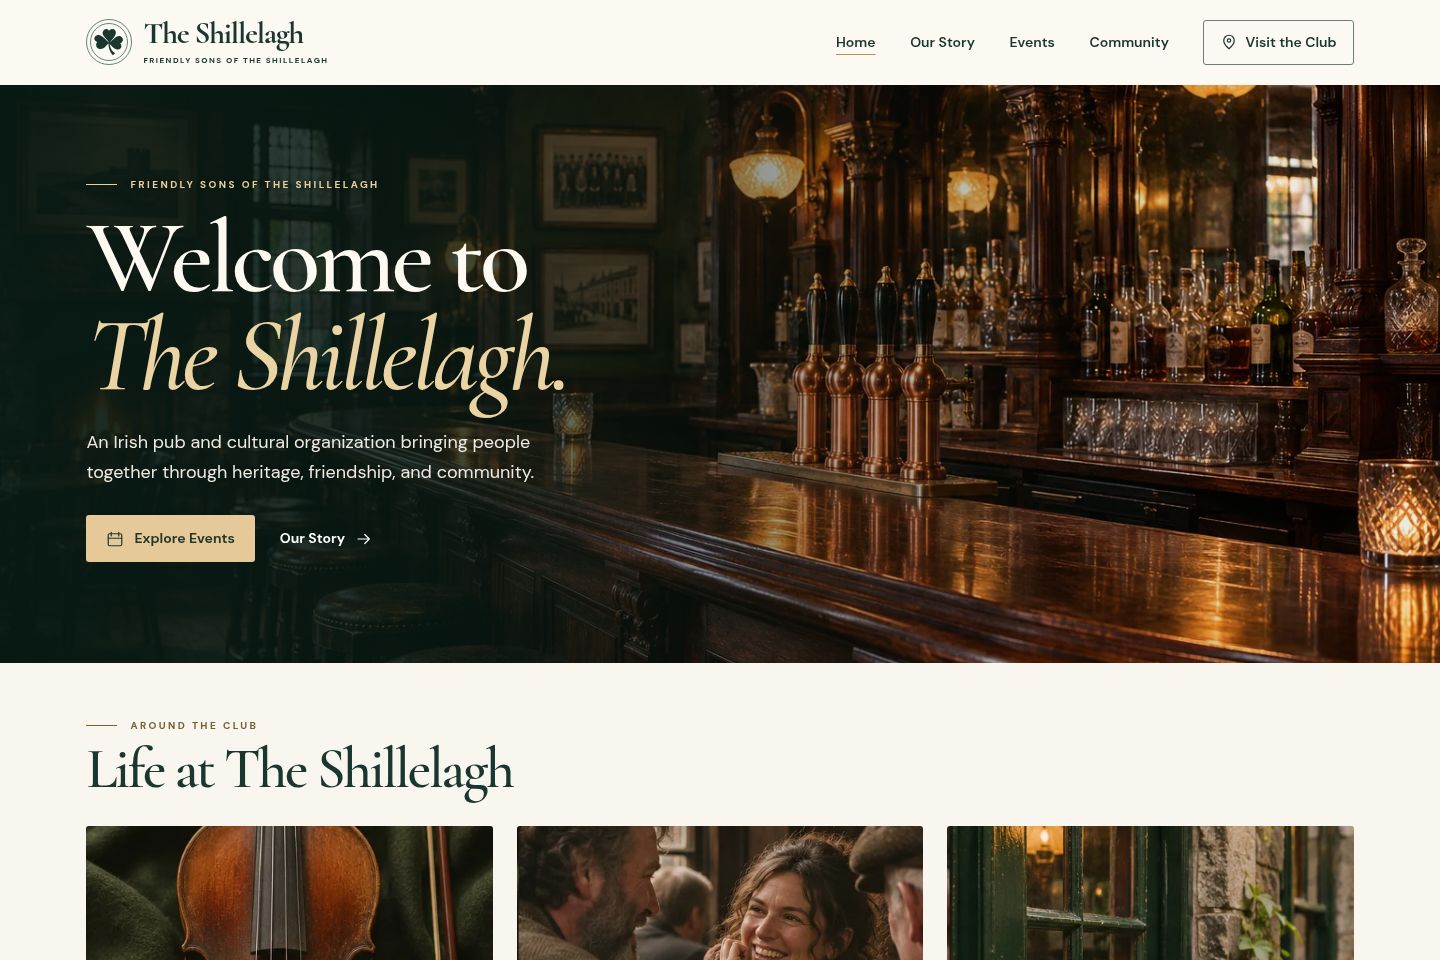 The Shillelagh
FRIENDLY SONS OF THE SHILLELAGH
Home
Our Story
Events
Community
Visit the Club
FRIENDLY SONS OF THE SHILLELAGH
Welcome to
The Shillelagh.
An Irish pub and cultural organization bringing people
together through heritage, friendship, and community.
Explore Events
Our Story
AROUND THE CLUB
Life at The Shillelagh